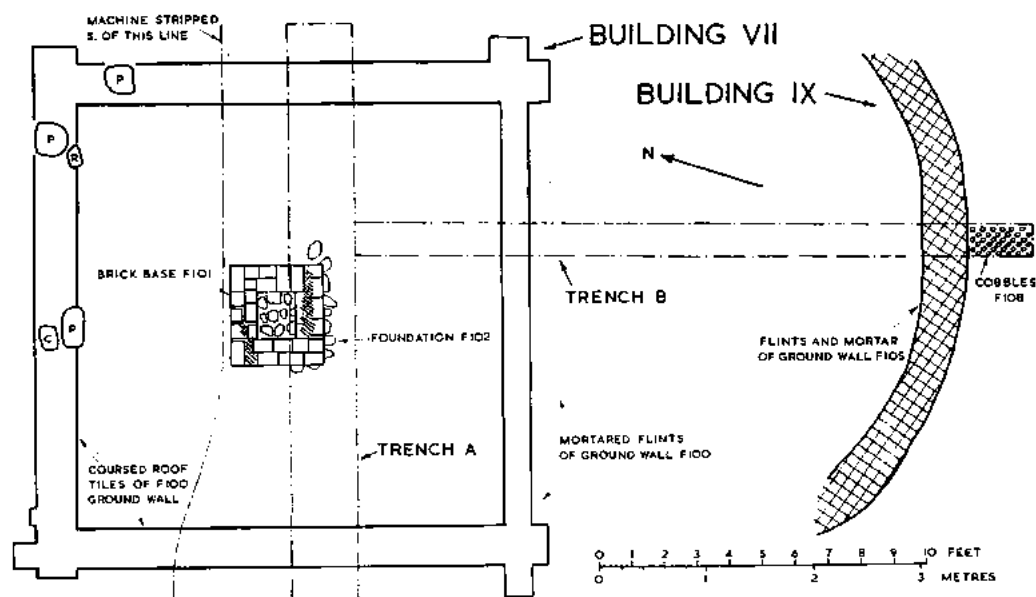 MACHINE STRIPPED
S. OF THIS LINE
BUILDING VII
BUILDING IX
P
P
R
N
BRICK BASE F101
TRENCH B
COBBLES
F108
C
P
FOUNDATION F102
FLINTS AND MORTAR
OF GROUND WALL F105
TRENCH A
MORTARED FLINTS
OF GROUND WALL F100
COURSED ROOF
TILES OF F100
GROUND WALL
0 1 2 3 4 5 6 7 8 9 10 FEET
0 1 2 3 METRES